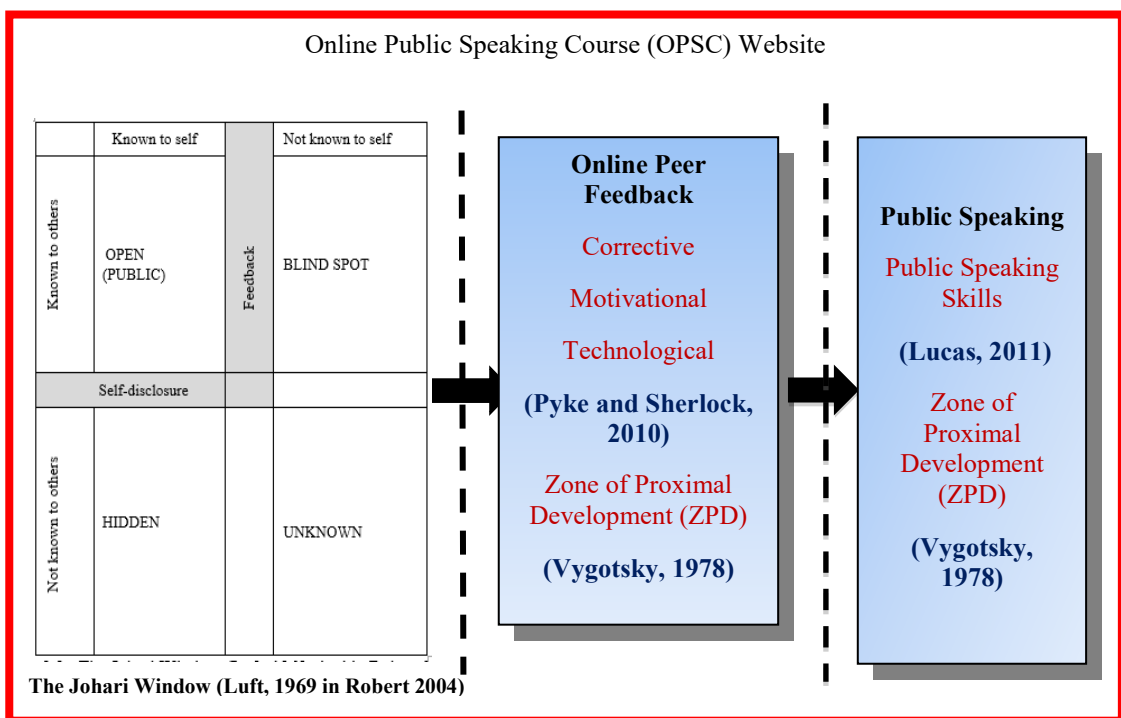 Online Public Speaking Course (OPSC) Website
Known to self
Not known to self
Known to others
OPEN
(PUBLIC)
Feedback
BLIND SPOT
Self-disclosure
Not known to others
HIDDEN
UNKNOWN
The Johari Window (Luft, 1969 in Robert 2004)
Online Peer
Feedback
Corrective
Motivational
Technological
(Pyke and Sherlock,
2010)
Zone of Proximal
Development (ZPD)
(Vygotsky, 1978)
Public Speaking
Public Speaking
Skills
(Lucas, 2011)
Zone of
Proximal
Development
(ZPD)
(Vygotsky,
1978)